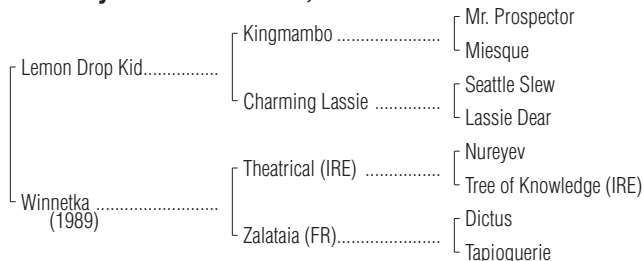 Mr. Prospector
Kingmambo ..................
Miesque
Lemon Drop Kid................
Seattle Slew
Charming Lassie ..............
Lassie Dear
Nureyev
Theatrical (IRE) ................
Tree of Knowledge (IRE)
Winnetka ..........................
(1989)
Dictus
Zalataia (FR)......................
Tapioquerie